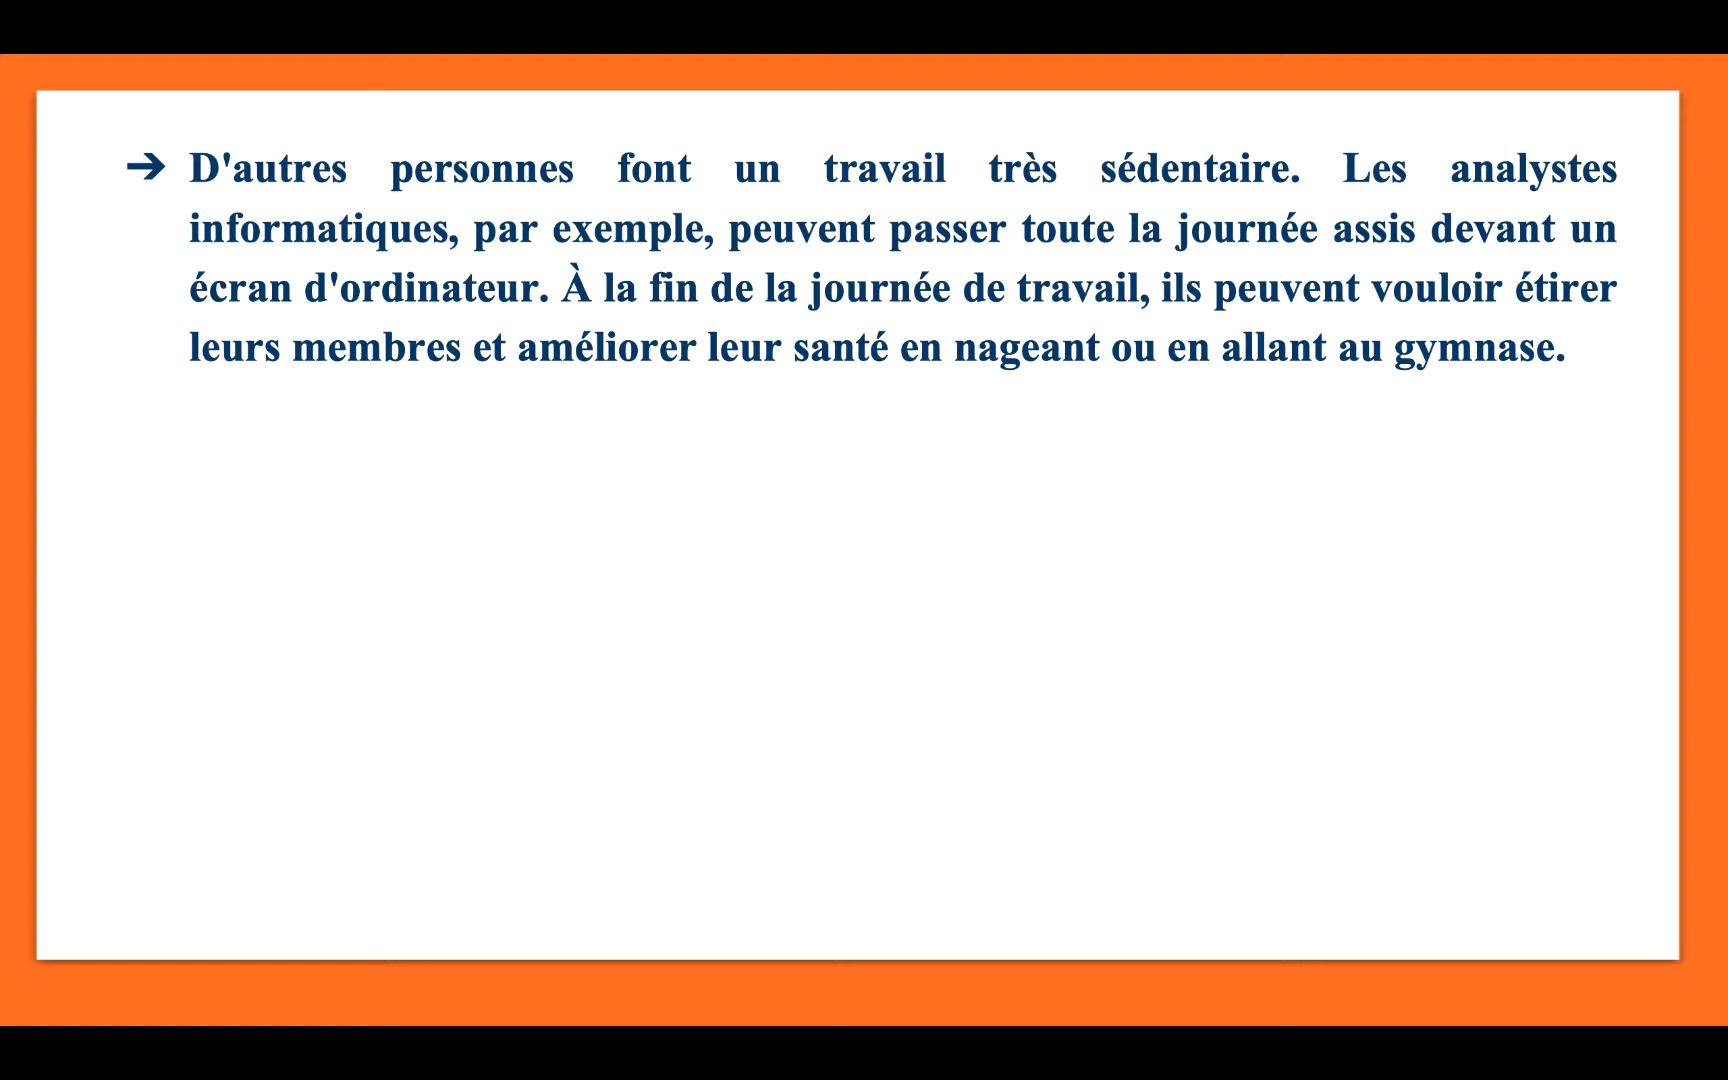 ➔ D'autres personnes font un travail très sédentaire. Les analystes
informatiques, par exemple, peuvent passer toute la journée assis devant un
écran d'ordinateur. À la fin de la journée de travail, ils peuvent vouloir étirer
leurs membres et améliorer leur santé en nageant ou en allant au gymnase.